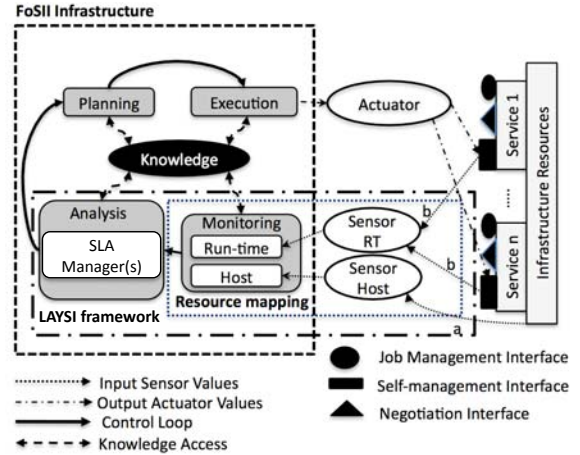 FoSII Infrastructure
Planning
Execution
Actuator
Knowledge
Service 1
Infrastructure Resources
Analysis
SLA
Manager(s)
Monitoring
Run-time
Host
Resource mapping
Sensor
RT
Sensor
Host
b
b
a
Service n
LAYSI framework
Input Sensor Values
Output Actuator Values
Control Loop
Knowledge Access
Job Management Interface
Self-management Interface
Negotiation Interface